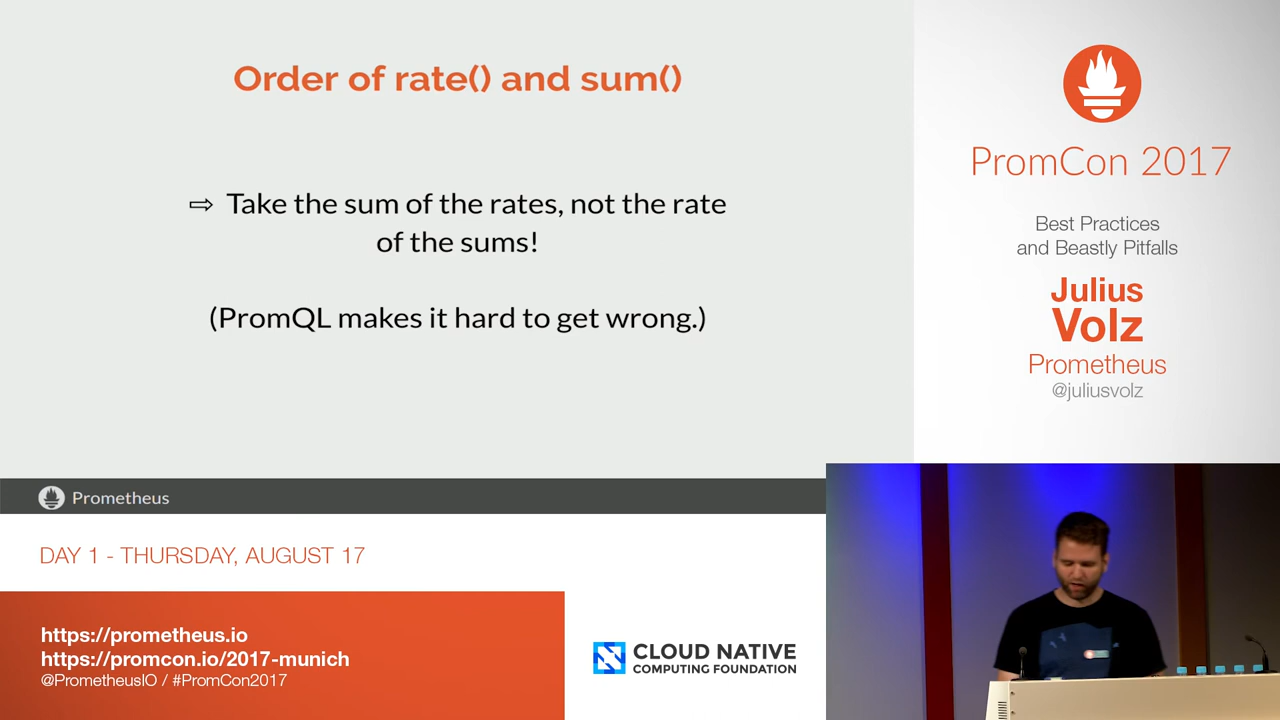 Order of rate() and sum()
⇨ Take the sum of the rates, not the rate
of the sums!
(PromQL makes it hard to get wrong.)
Prometheus
PromCon 2017
Best Practices
and Beastly Pitfalls
Julius
Volz
Prometheus
@juliusvolz
DAY 1 - THURSDAY, AUGUST 17
https://prometheus.io
https://promcon.io/2017-munich
@PrometheusIO / #PromCon2017
CLOUD NATIVE
COMPUTING FOUNDATION